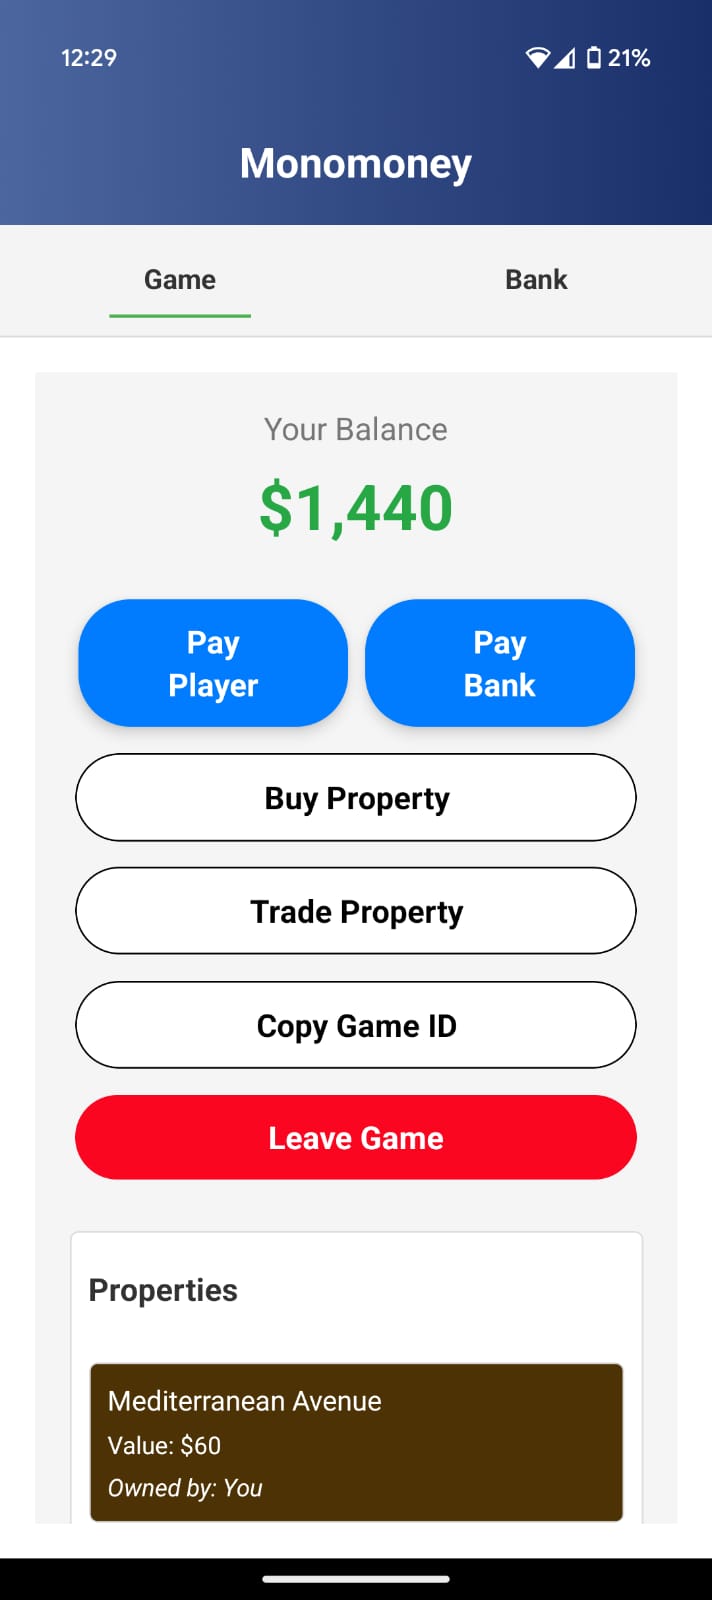 12:29
21%
Monomoney
Game
Bank
Your Balance
$1,440
Pay
Player
Pay
Bank
Buy Property
Trade Property
Copy Game ID
Leave Game
Properties
Mediterranean Avenue
Value: $60
Owned by: You